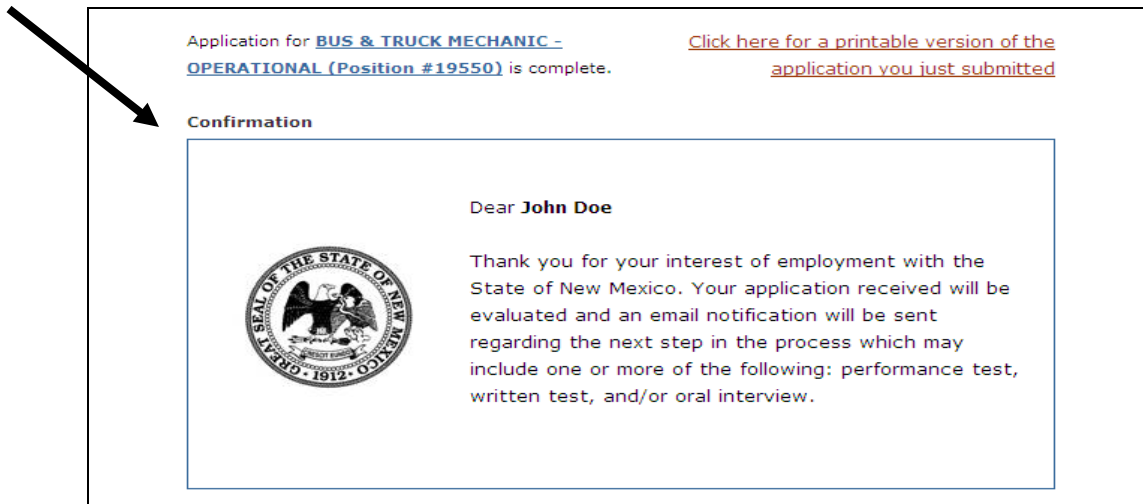 Application for BUS & TRUCK MECHANIC -
OPERATIONAL (Position #19550) is complete.
Click here for a printable version of the
application you just submitted
Confirmation
GREAT SEAL OF THE STATE OF NEW MEXICO
1912
Dear John Doe
Thank you for your interest of employment with the
State of New Mexico. Your application received will be
evaluated and an email notification will be sent
regarding the next step in the process which may
include one or more of the following: performance test,
written test, and/or oral interview.